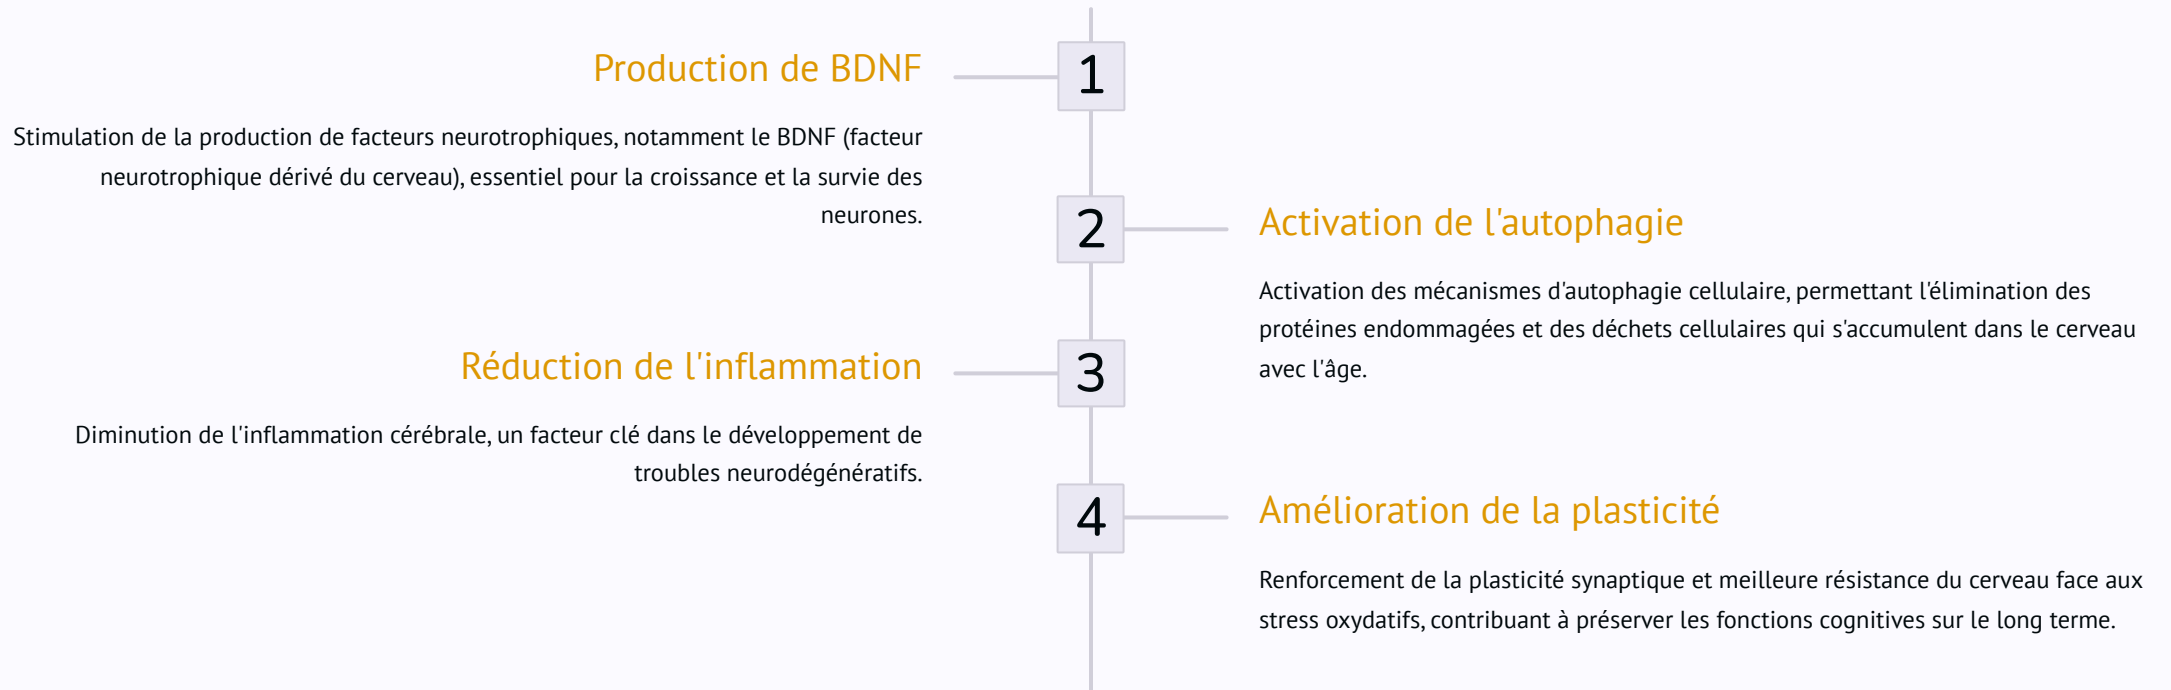 Production de BDNF
1
Stimulation de la production de facteurs neurotrophiques, notamment le BDNF (facteur
neurotrophique dérivé du cerveau), essentiel pour la croissance et la survie des
neurones.
2
Activation de l'autophagie
Activation des mécanismes d'autophagie cellulaire, permettant l'élimination des
protéines endommagées et des déchets cellulaires qui s'accumulent dans le cerveau
avec l'âge.
Réduction de l'inflammation
3
Diminution de l'inflammation cérébrale, un facteur clé dans le développement de
troubles neurodégénératifs.
4
Amélioration de la plasticité
Renforcement de la plasticité synaptique et meilleure résistance du cerveau face aux
stress oxydatifs, contribuant à préserver les fonctions cognitives sur le long terme.